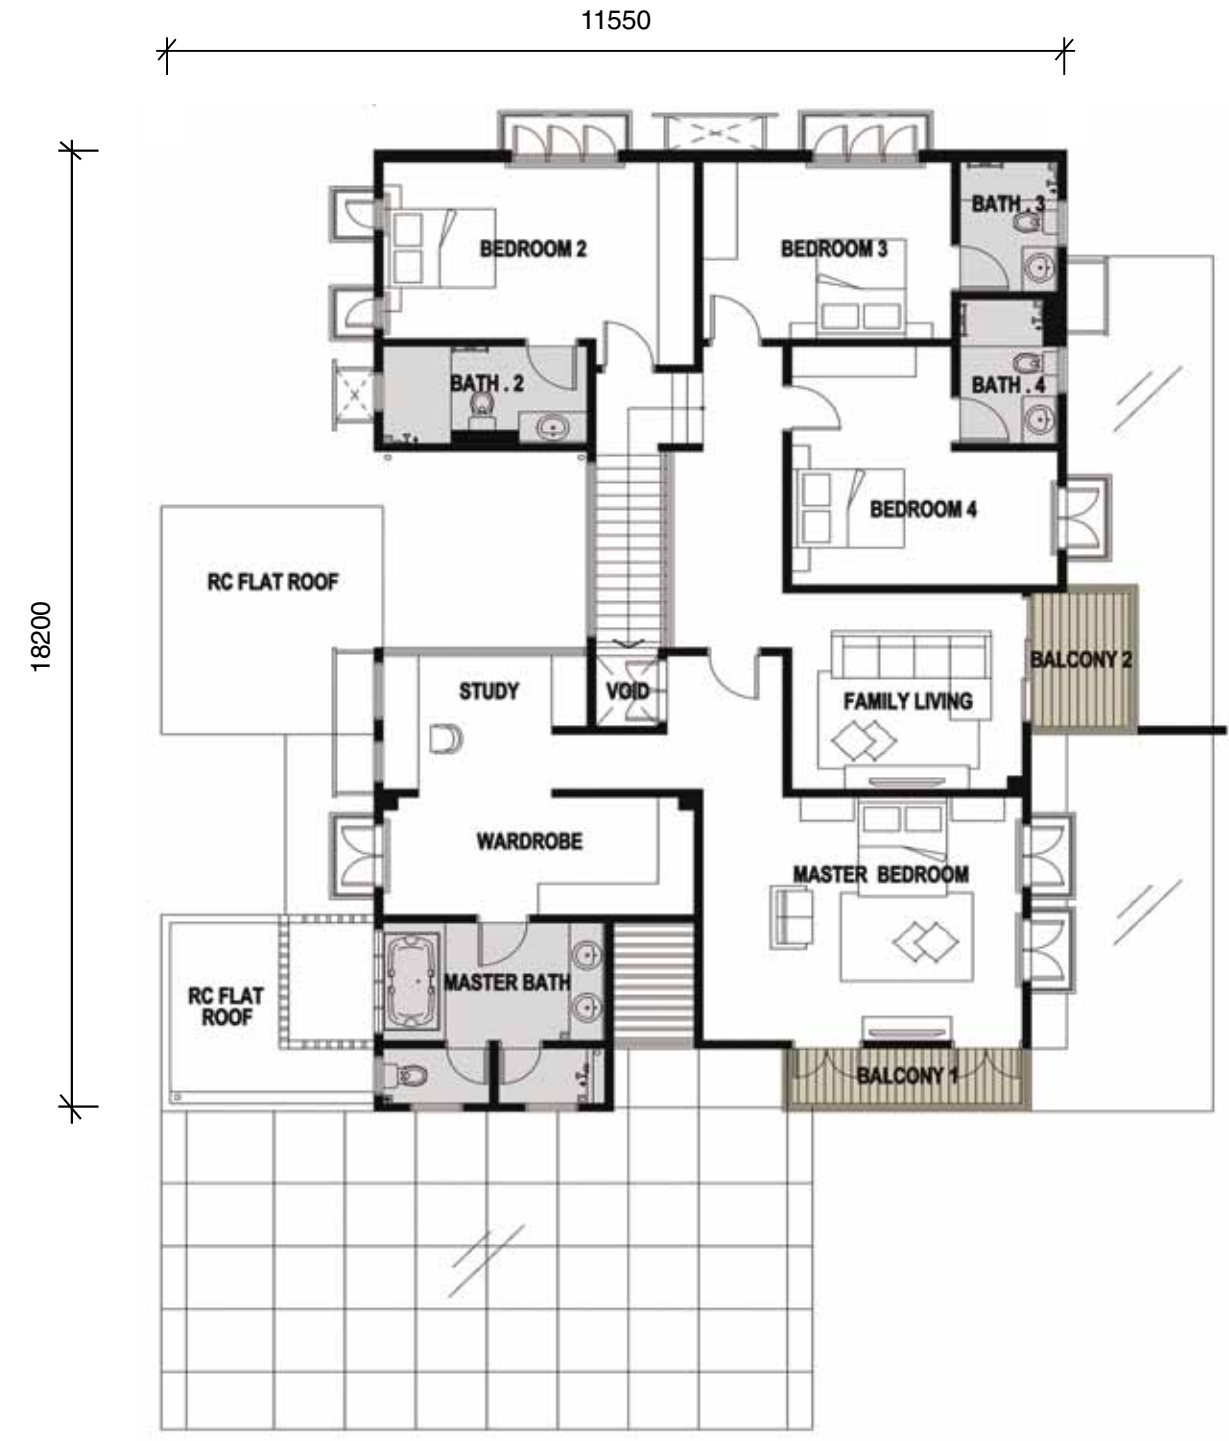 11550
18200
BATH . 3
BEDROOM 2
BEDROOM 3
BATH . 2
BATH . 4
BEDROOM 4
RC FLAT ROOF
BALCONY 2
STUDY
VOID
FAMILY LIVING
WARDROBE
MASTER BEDROOM
MASTER BATH
RC FLAT
ROOF
BALCONY 1